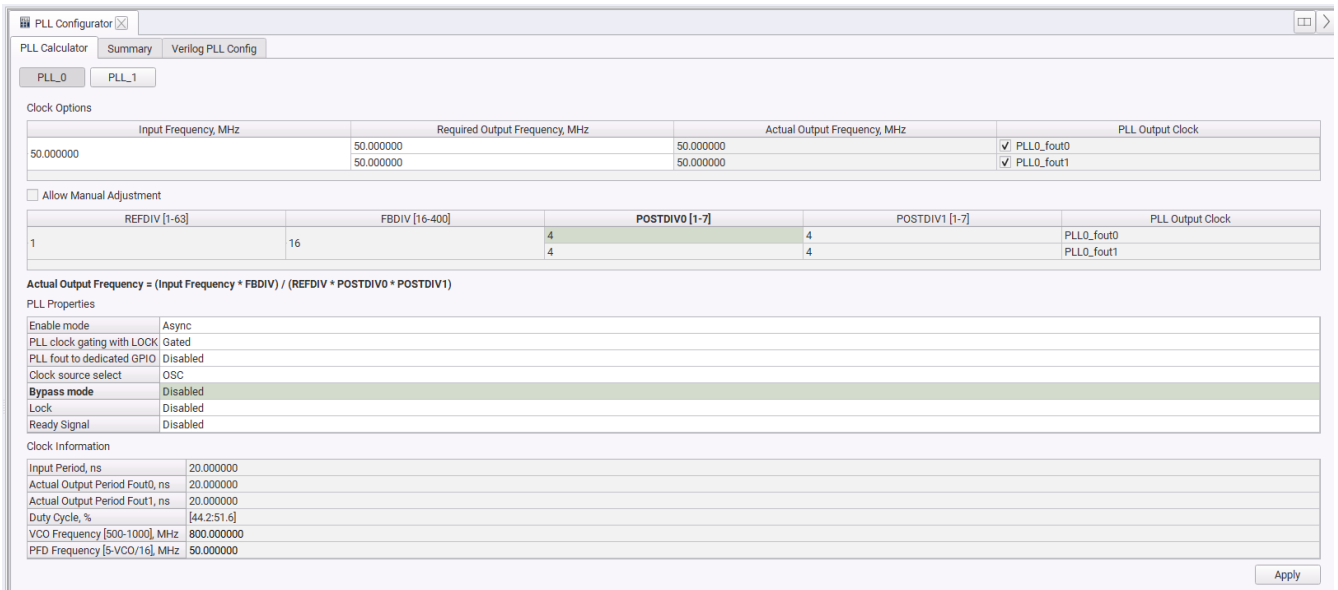 PLL Configurator
PLL Calculator Summary Verilog PLL Config
PLL_0 PLL_1
Clock Options
Input Frequency, MHz Required Output Frequency, MHz Actual Output Frequency, MHz PLL Output Clock
50.000000 50.000000 50.000000 PLL0_fout0
50.000000 50.000000 PLL0_fout1
Allow Manual Adjustment
REFDIV [1-63] FBDIV [16-400] POSTDIV0 [1-7] POSTDIV1 [1-7] PLL Output Clock
1 16 4 4 PLL0_fout0
4 4 PLL0_fout1
Actual Output Frequency = (Input Frequency * FBDIV) / (REFDIV * POSTDIV0 * POSTDIV1)
PLL Properties
Enable mode Async
PLL clock gating with LOCK Gated
PLL fout to dedicated GPIO Disabled
Clock source select OSC
Bypass mode Disabled
Lock Disabled
Ready Signal Disabled
Clock Information
Input Period, ns 20.000000
Actual Output Period Fout0, ns 20.000000
Actual Output Period Fout1, ns 20.000000
Duty Cycle, % [44.2:51.6]
VCO Frequency [500-1000], MHz 800.000000
PFD Frequency [5-VCO/16], MHz 50.000000
Apply